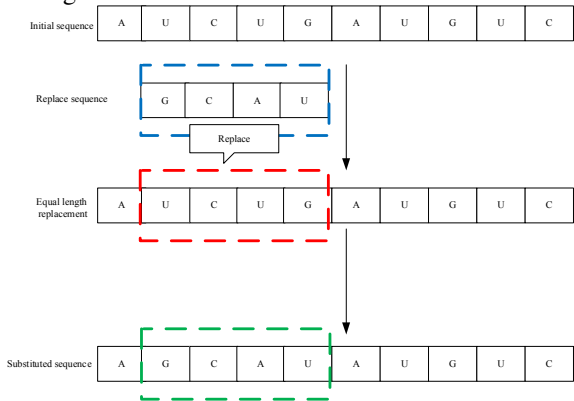 Initial sequence A U C U G A U G U C
Replace sequence G C A U
Replace
Equal length
replacement A U C U G A U G U C
Substituted sequence A G C A U A U G U C